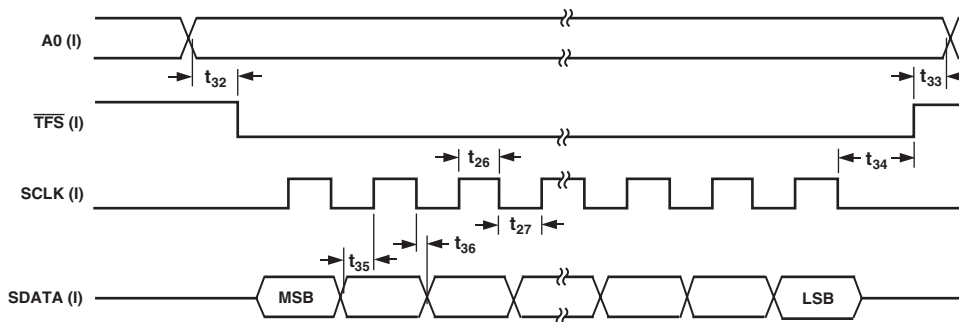 A0 (I)
t32
t33
TFS (I)
t26
t34
SCLK (I)
t27
t36
t35
SDATA (I)
MSB
LSB